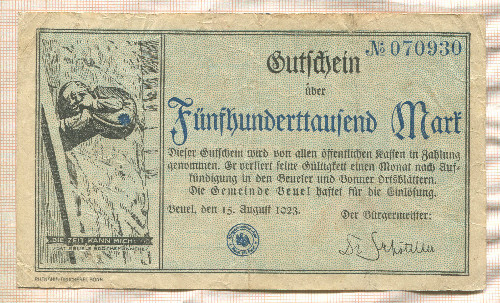 № 070930
Gutschein
über
Fünfhunderttausend Mark
Dieser Gutschein wird von allen öffentlichen Kassen in Zahlung
genommen. Er verliert seine Gültigkeit einen Monat nach Auf-
kündigung in den Beueler und Bonner Ortsblättern.
Die Gemeinde Beuel haftet für die Einlösung.
Beuel, den 15. August 1923.
Der Bürgermeister:
DIE ZEIT KANN MICH